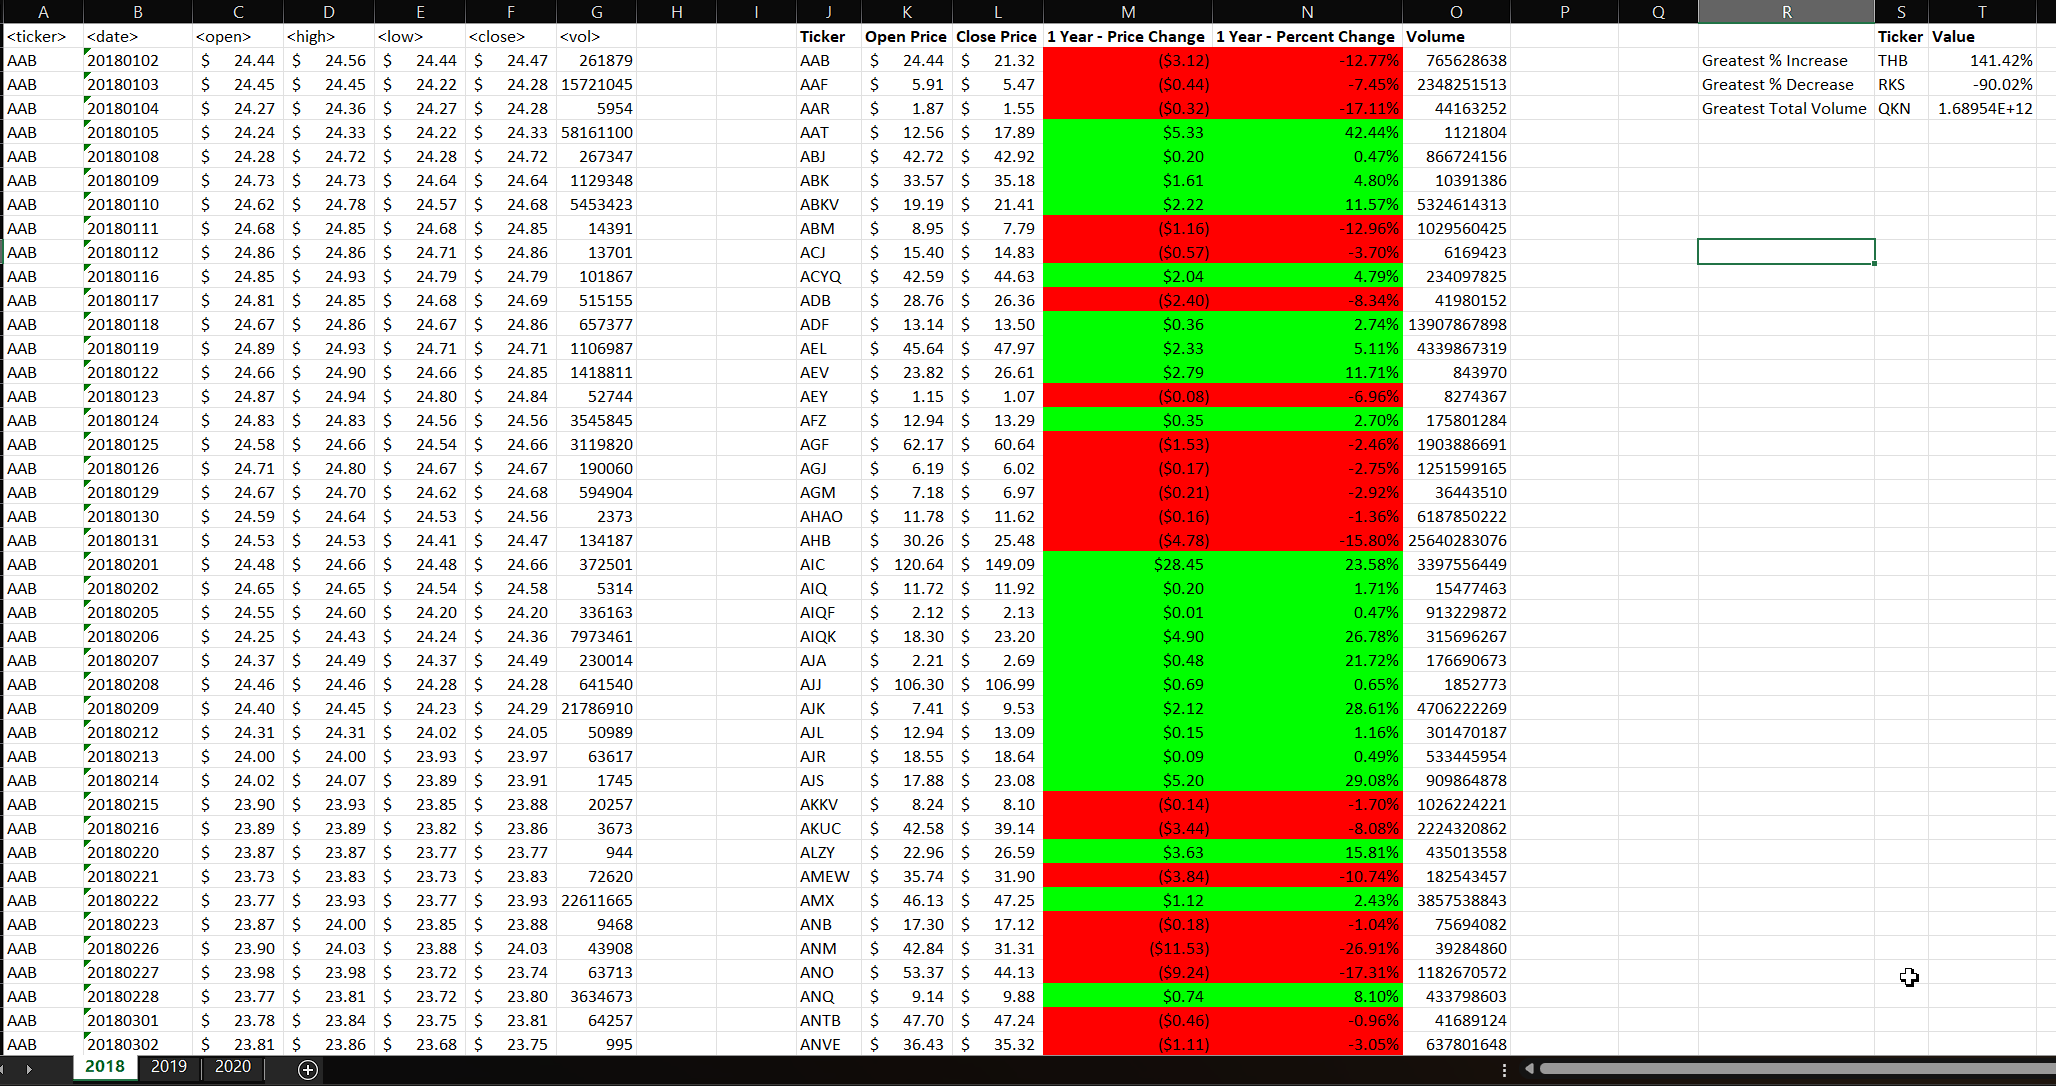 A B C D E F G H I J K L M N O P Q R S T
<ticker> <date> <open> <high> <low> <close> <vol> Ticker Open Price Close Price 1 Year - Price Change 1 Year - Percent Change Volume Ticker Value
AAB 20180102 $ 24.44 $ 24.56 $ 24.44 $ 24.47 261879 AAB $ 24.44 $ 21.32 ($3.12) -12.77% 765628638 Greatest % Increase THB 141.42%
AAB 20180103 $ 24.45 $ 24.45 $ 24.22 $ 24.28 15721045 AAF $ 5.91 $ 5.47 ($0.44) -7.45% 2348251513 Greatest % Decrease RKS -90.02%
AAB 20180104 $ 24.27 $ 24.36 $ 24.27 $ 24.28 5954 AAR $ 1.87 $ 1.55 ($0.32) -17.11% 44163252 Greatest Total Volume QKN 1.68954E+12
AAB 20180105 $ 24.24 $ 24.33 $ 24.22 $ 24.33 58161100 AAT $ 12.56 $ 17.89 $5.33 42.44% 1121804
AAB 20180108 $ 24.28 $ 24.72 $ 24.28 $ 24.72 267347 ABJ $ 42.72 $ 42.92 $0.20 0.47% 866724156
AAB 20180109 $ 24.73 $ 24.73 $ 24.64 $ 24.64 1129348 ABK $ 33.57 $ 35.18 $1.61 4.80% 10391386
AAB 20180110 $ 24.62 $ 24.78 $ 24.57 $ 24.68 5453423 ABKV $ 19.19 $ 21.41 $2.22 11.57% 5324614313
AAB 20180111 $ 24.68 $ 24.85 $ 24.68 $ 24.85 14391 ABM $ 8.95 $ 7.79 ($1.16) -12.96% 1029560425
AAB 20180112 $ 24.86 $ 24.86 $ 24.71 $ 24.86 13701 ACJ $ 15.40 $ 14.83 ($0.57) -3.70% 6169423
AAB 20180116 $ 24.85 $ 24.93 $ 24.79 $ 24.79 101867 ACYQ $ 42.59 $ 44.63 $2.04 4.79% 234097825
AAB 20180117 $ 24.81 $ 24.85 $ 24.68 $ 24.69 515155 ADB $ 28.76 $ 26.36 ($2.40) -8.34% 41980152
AAB 20180118 $ 24.67 $ 24.86 $ 24.67 $ 24.86 657377 ADF $ 13.14 $ 13.50 $0.36 2.74% 13907867898
AAB 20180119 $ 24.89 $ 24.93 $ 24.71 $ 24.71 1106987 AEL $ 45.64 $ 47.97 $2.33 5.11% 4339867319
AAB 20180122 $ 24.66 $ 24.90 $ 24.66 $ 24.85 1418811 AEV $ 23.82 $ 26.61 $2.79 11.71% 843970
AAB 20180123 $ 24.87 $ 24.94 $ 24.80 $ 24.84 52744 AEY $ 1.15 $ 1.07 ($0.08) -6.96% 8274367
AAB 20180124 $ 24.83 $ 24.83 $ 24.56 $ 24.56 3545845 AFZ $ 12.94 $ 13.29 $0.35 2.70% 175801284
AAB 20180125 $ 24.58 $ 24.66 $ 24.54 $ 24.66 3119820 AGF $ 62.17 $ 60.64 ($1.53) -2.46% 1903886691
AAB 20180126 $ 24.71 $ 24.80 $ 24.67 $ 24.67 190060 AGJ $ 6.19 $ 6.02 ($0.17) -2.75% 1251599165
AAB 20180129 $ 24.67 $ 24.70 $ 24.62 $ 24.68 594904 AGM $ 7.18 $ 6.97 ($0.21) -2.92% 36443510
AAB 20180130 $ 24.59 $ 24.64 $ 24.53 $ 24.56 2373 AHAO $ 11.78 $ 11.62 ($0.16) -1.36% 6187850222
AAB 20180131 $ 24.53 $ 24.53 $ 24.41 $ 24.47 134187 AHB $ 30.26 $ 25.48 ($4.78) -15.80% 25640283076
AAB 20180201 $ 24.48 $ 24.66 $ 24.48 $ 24.66 372501 AIC $ 120.64 $ 149.09 $28.45 23.58% 3397556449
AAB 20180202 $ 24.65 $ 24.65 $ 24.54 $ 24.58 5314 AIQ $ 11.72 $ 11.92 $0.20 1.71% 15477463
AAB 20180205 $ 24.55 $ 24.60 $ 24.20 $ 24.20 336163 AIQF $ 2.12 $ 2.13 $0.01 0.47% 913229872
AAB 20180206 $ 24.25 $ 24.43 $ 24.24 $ 24.36 7973461 AIQK $ 18.30 $ 23.20 $4.90 26.78% 315696267
AAB 20180207 $ 24.37 $ 24.49 $ 24.37 $ 24.49 230014 AJA $ 2.21 $ 2.69 $0.48 21.72% 176690673
AAB 20180208 $ 24.46 $ 24.46 $ 24.28 $ 24.28 641540 AJJ $ 106.30 $ 106.99 $0.69 0.65% 1852773
AAB 20180209 $ 24.40 $ 24.45 $ 24.23 $ 24.29 21786910 AJK $ 7.41 $ 9.53 $2.12 28.61% 4706222269
AAB 20180212 $ 24.31 $ 24.31 $ 24.02 $ 24.05 50989 AJL $ 12.94 $ 13.09 $0.15 1.16% 301470187
AAB 20180213 $ 24.00 $ 24.00 $ 23.93 $ 23.97 63617 AJR $ 18.55 $ 18.64 $0.09 0.49% 533445954
AAB 20180214 $ 24.02 $ 24.07 $ 23.89 $ 23.91 1745 AJS $ 17.88 $ 23.08 $5.20 29.08% 909864878
AAB 20180215 $ 23.90 $ 23.93 $ 23.85 $ 23.88 20257 AKKV $ 8.24 $ 8.10 ($0.14) -1.70% 1026224221
AAB 20180216 $ 23.89 $ 23.89 $ 23.82 $ 23.86 3673 AKUC $ 42.58 $ 39.14 ($3.44) -8.08% 2224320862
AAB 20180220 $ 23.87 $ 23.87 $ 23.77 $ 23.77 944 ALZY $ 22.96 $ 26.59 $3.63 15.81% 435013558
AAB 20180221 $ 23.73 $ 23.83 $ 23.73 $ 23.83 72620 AMEW $ 35.74 $ 31.90 ($3.84) -10.74% 182543457
AAB 20180222 $ 23.77 $ 23.93 $ 23.77 $ 23.93 22611665 AMX $ 46.13 $ 47.25 $1.12 2.43% 3857538843
AAB 20180223 $ 23.87 $ 24.00 $ 23.85 $ 23.88 9468 ANB $ 17.30 $ 17.12 ($0.18) -1.04% 75694082
AAB 20180226 $ 23.90 $ 24.03 $ 23.88 $ 24.03 43908 ANM $ 42.84 $ 31.31 ($11.53) -26.91% 39284860
AAB 20180227 $ 23.98 $ 23.98 $ 23.72 $ 23.74 63713 ANO $ 53.37 $ 44.13 ($9.24) -17.31% 1182670572
AAB 20180228 $ 23.77 $ 23.81 $ 23.72 $ 23.80 3634673 ANQ $ 9.14 $ 9.88 $0.74 8.10% 433798603
AAB 20180301 $ 23.78 $ 23.84 $ 23.75 $ 23.81 64257 ANTB $ 47.70 $ 47.24 ($0.46) -0.96% 41689124
AAB 20180302 $ 23.81 $ 23.86 $ 23.68 $ 23.75 995 ANVE $ 36.43 $ 35.32 ($1.11) -3.05% 637801648
2018 2019 2020